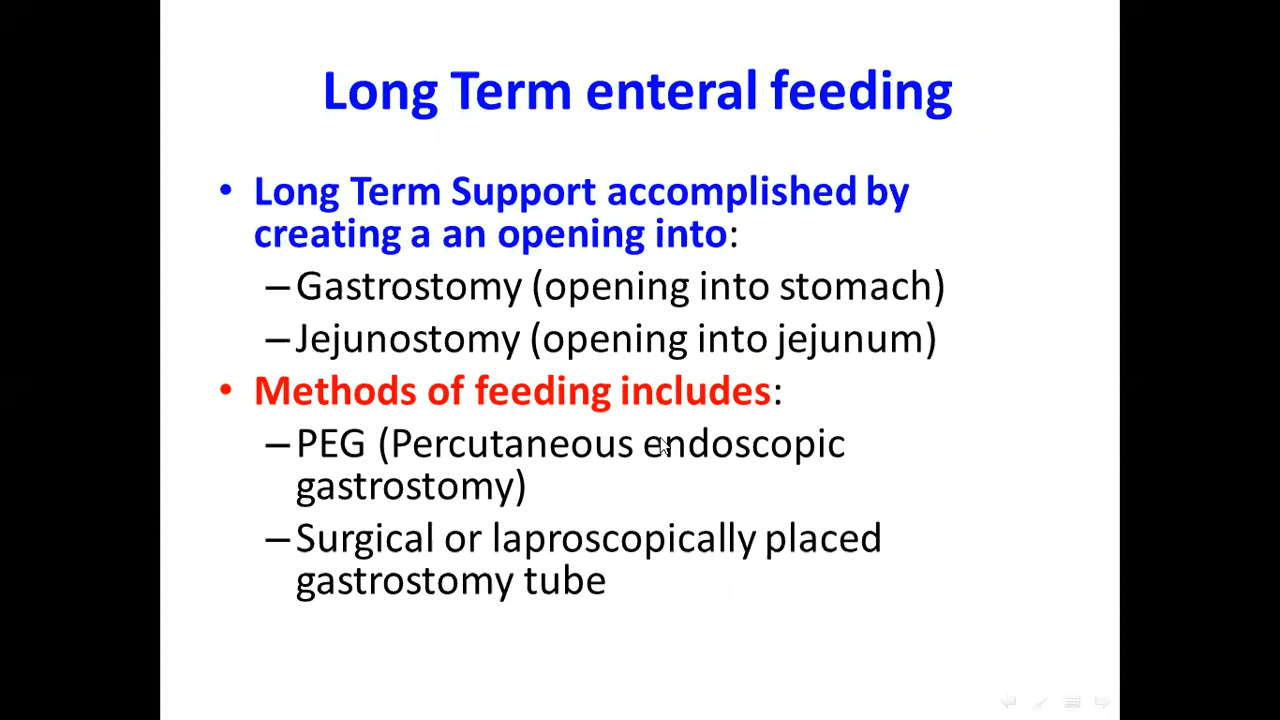 Long Term enteral feeding
• Long Term Support accomplished by
creating a an opening into:
–Gastrostomy (opening into stomach)
–Jejunostomy (opening into jejunum)
• Methods of feeding includes:
–PEG (Percutaneous endoscopic
gastrostomy)
–Surgical or laproscopically placed
gastrostomy tube